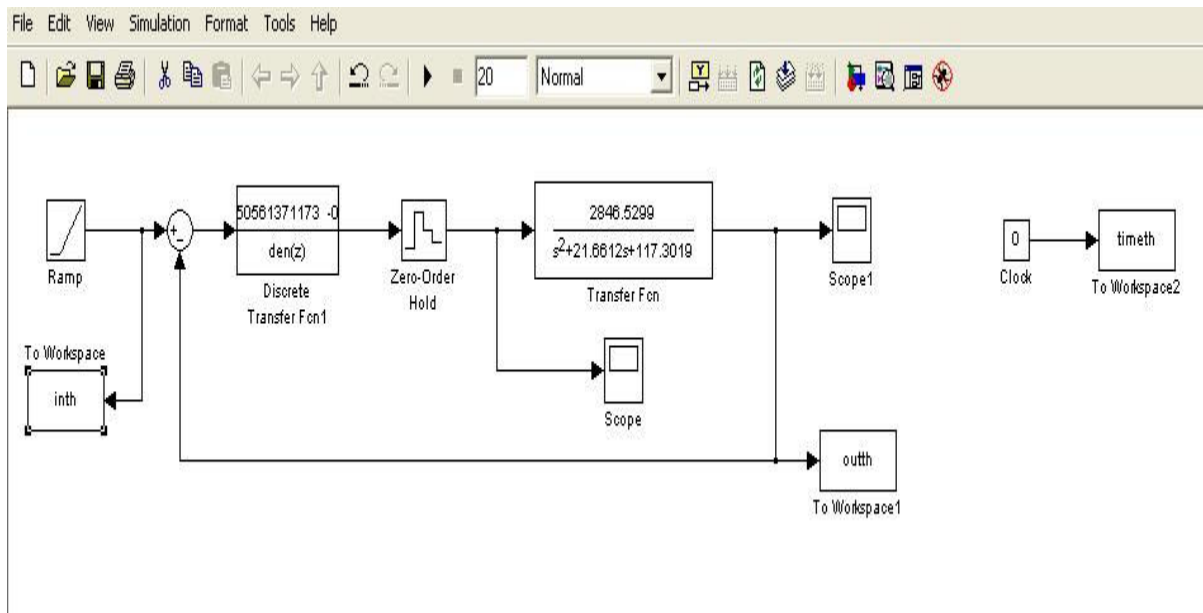 File Edit View Simulation Format Tools Help
20 Normal
Ramp
50561371173 -0
den(z)
Discrete
Transfer Fcn1
Zero-Order
Hold
2846.5299
s2+21.6612s+117.3019
Transfer Fcn
Scope1
0
Clock
timeth
To Workspace2
To Workspace
inth
Scope
outth
To Workspace1